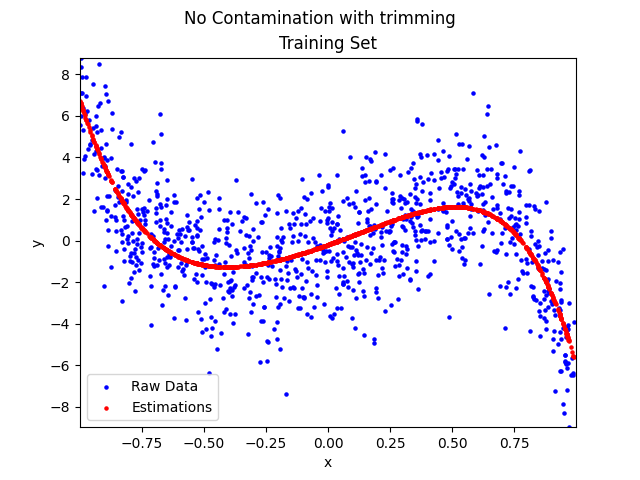 No Contamination with trimming
Training Set
8
6
4
2
0
−2
−4
−6
−8
y
Raw Data
Estimations
−0.75
−0.50
−0.25
0.00
0.25
0.50
0.75
x